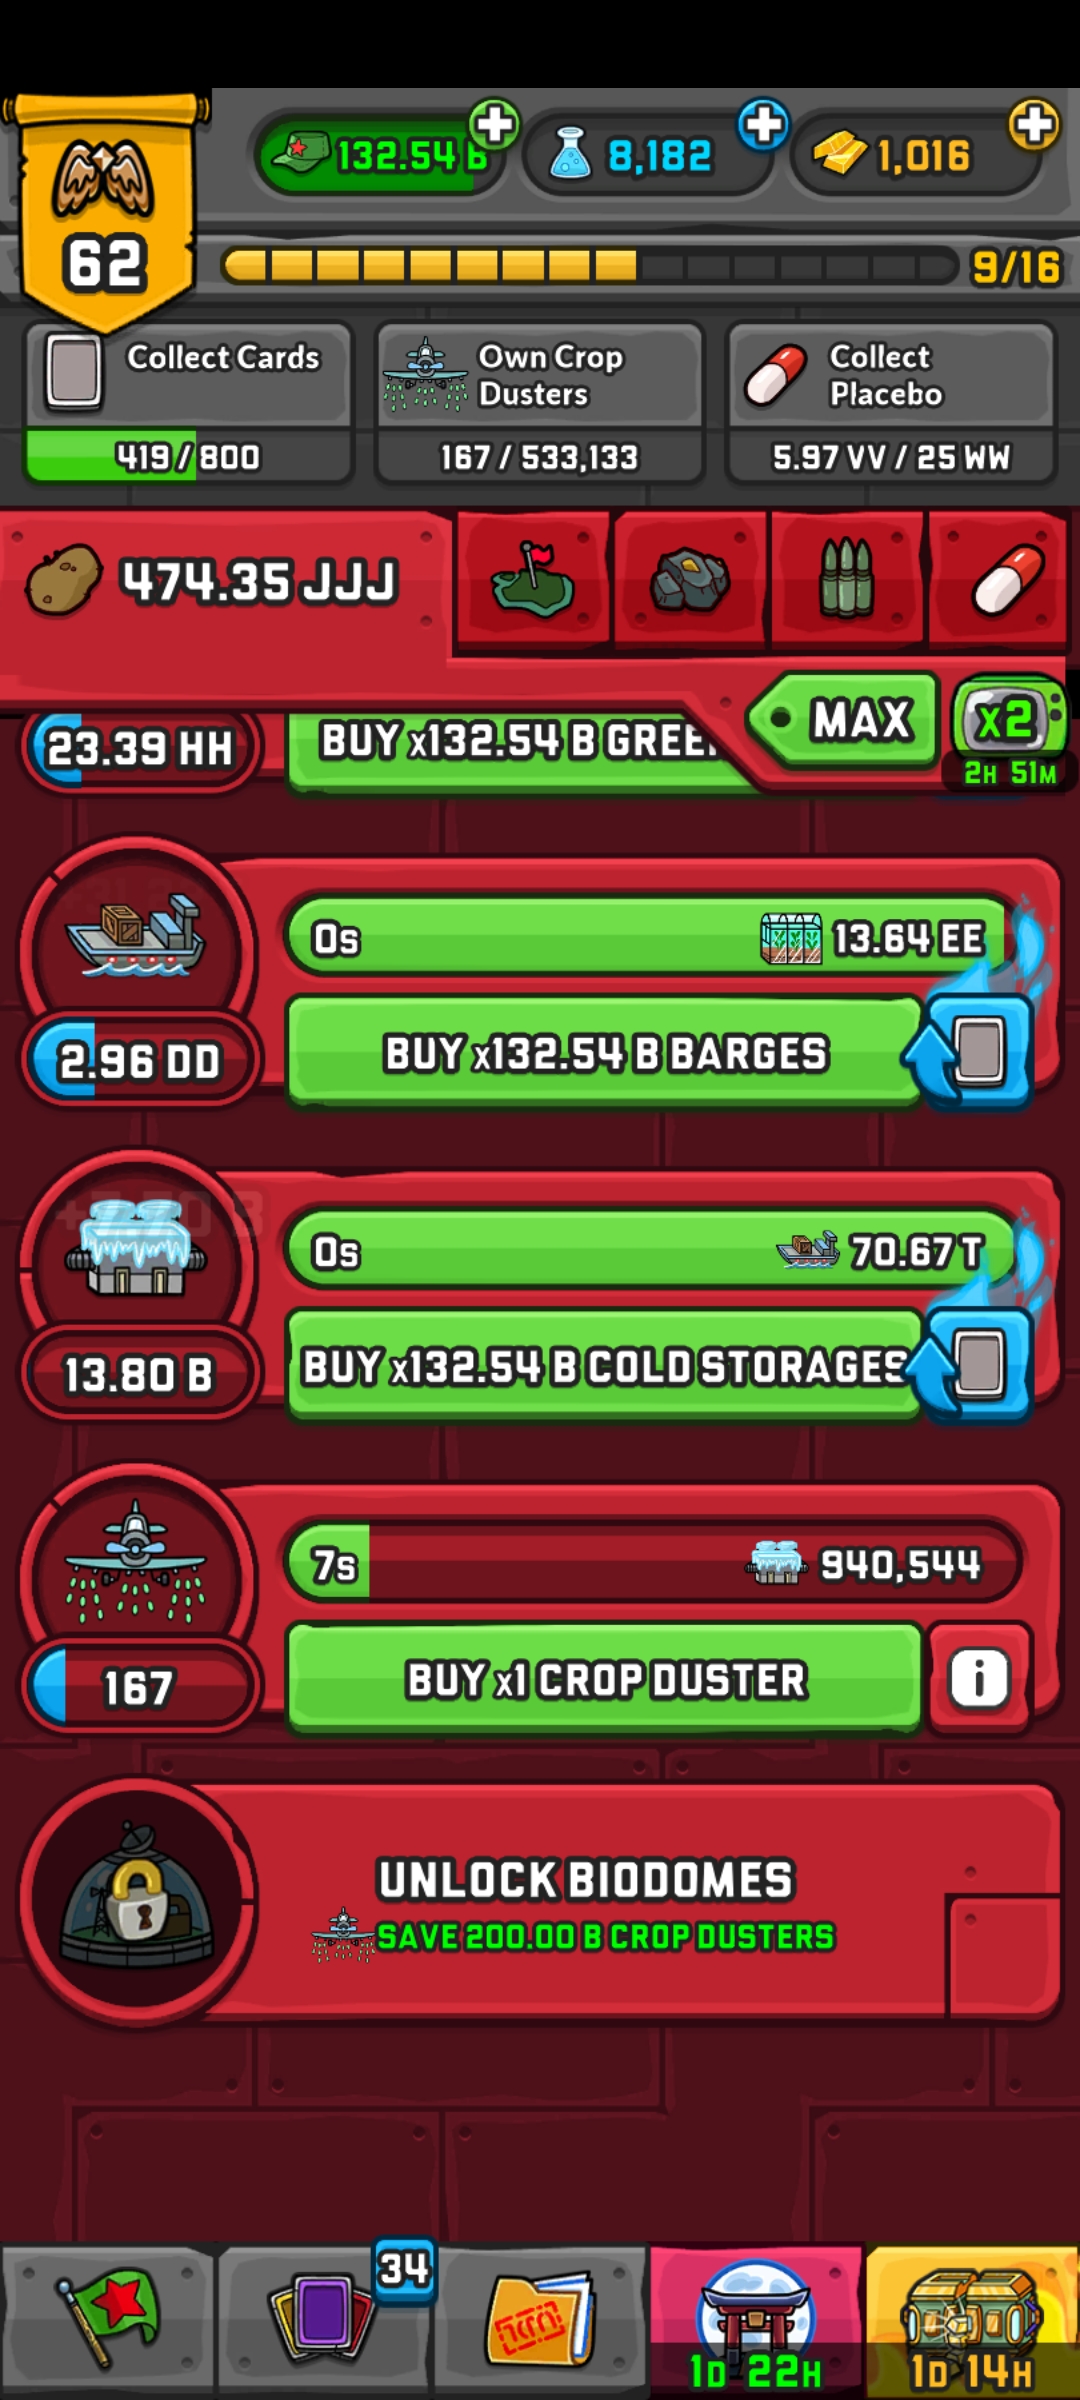 132.54 B
8,182
1,016
62
9/16
Collect Cards
419 / 800
Own Crop
Dusters
167 / 533,133
Collect
Placebo
5.97 VV / 25 WW
474.35 JJJ
MAX
x2
2H 51M
23.39 HH
BUY x132.54 B GREE
0s
13.64 EE
2.96 DD
BUY x132.54 B BARGES
0s
70.67 T
13.80 B
BUY x132.54 B COLD STORAGES
7s
940,544
167
BUY x1 CROP DUSTER
i
UNLOCK BIODOMES
SAVE 200.00 B CROP DUSTERS
34
1D 22H
1D 14H